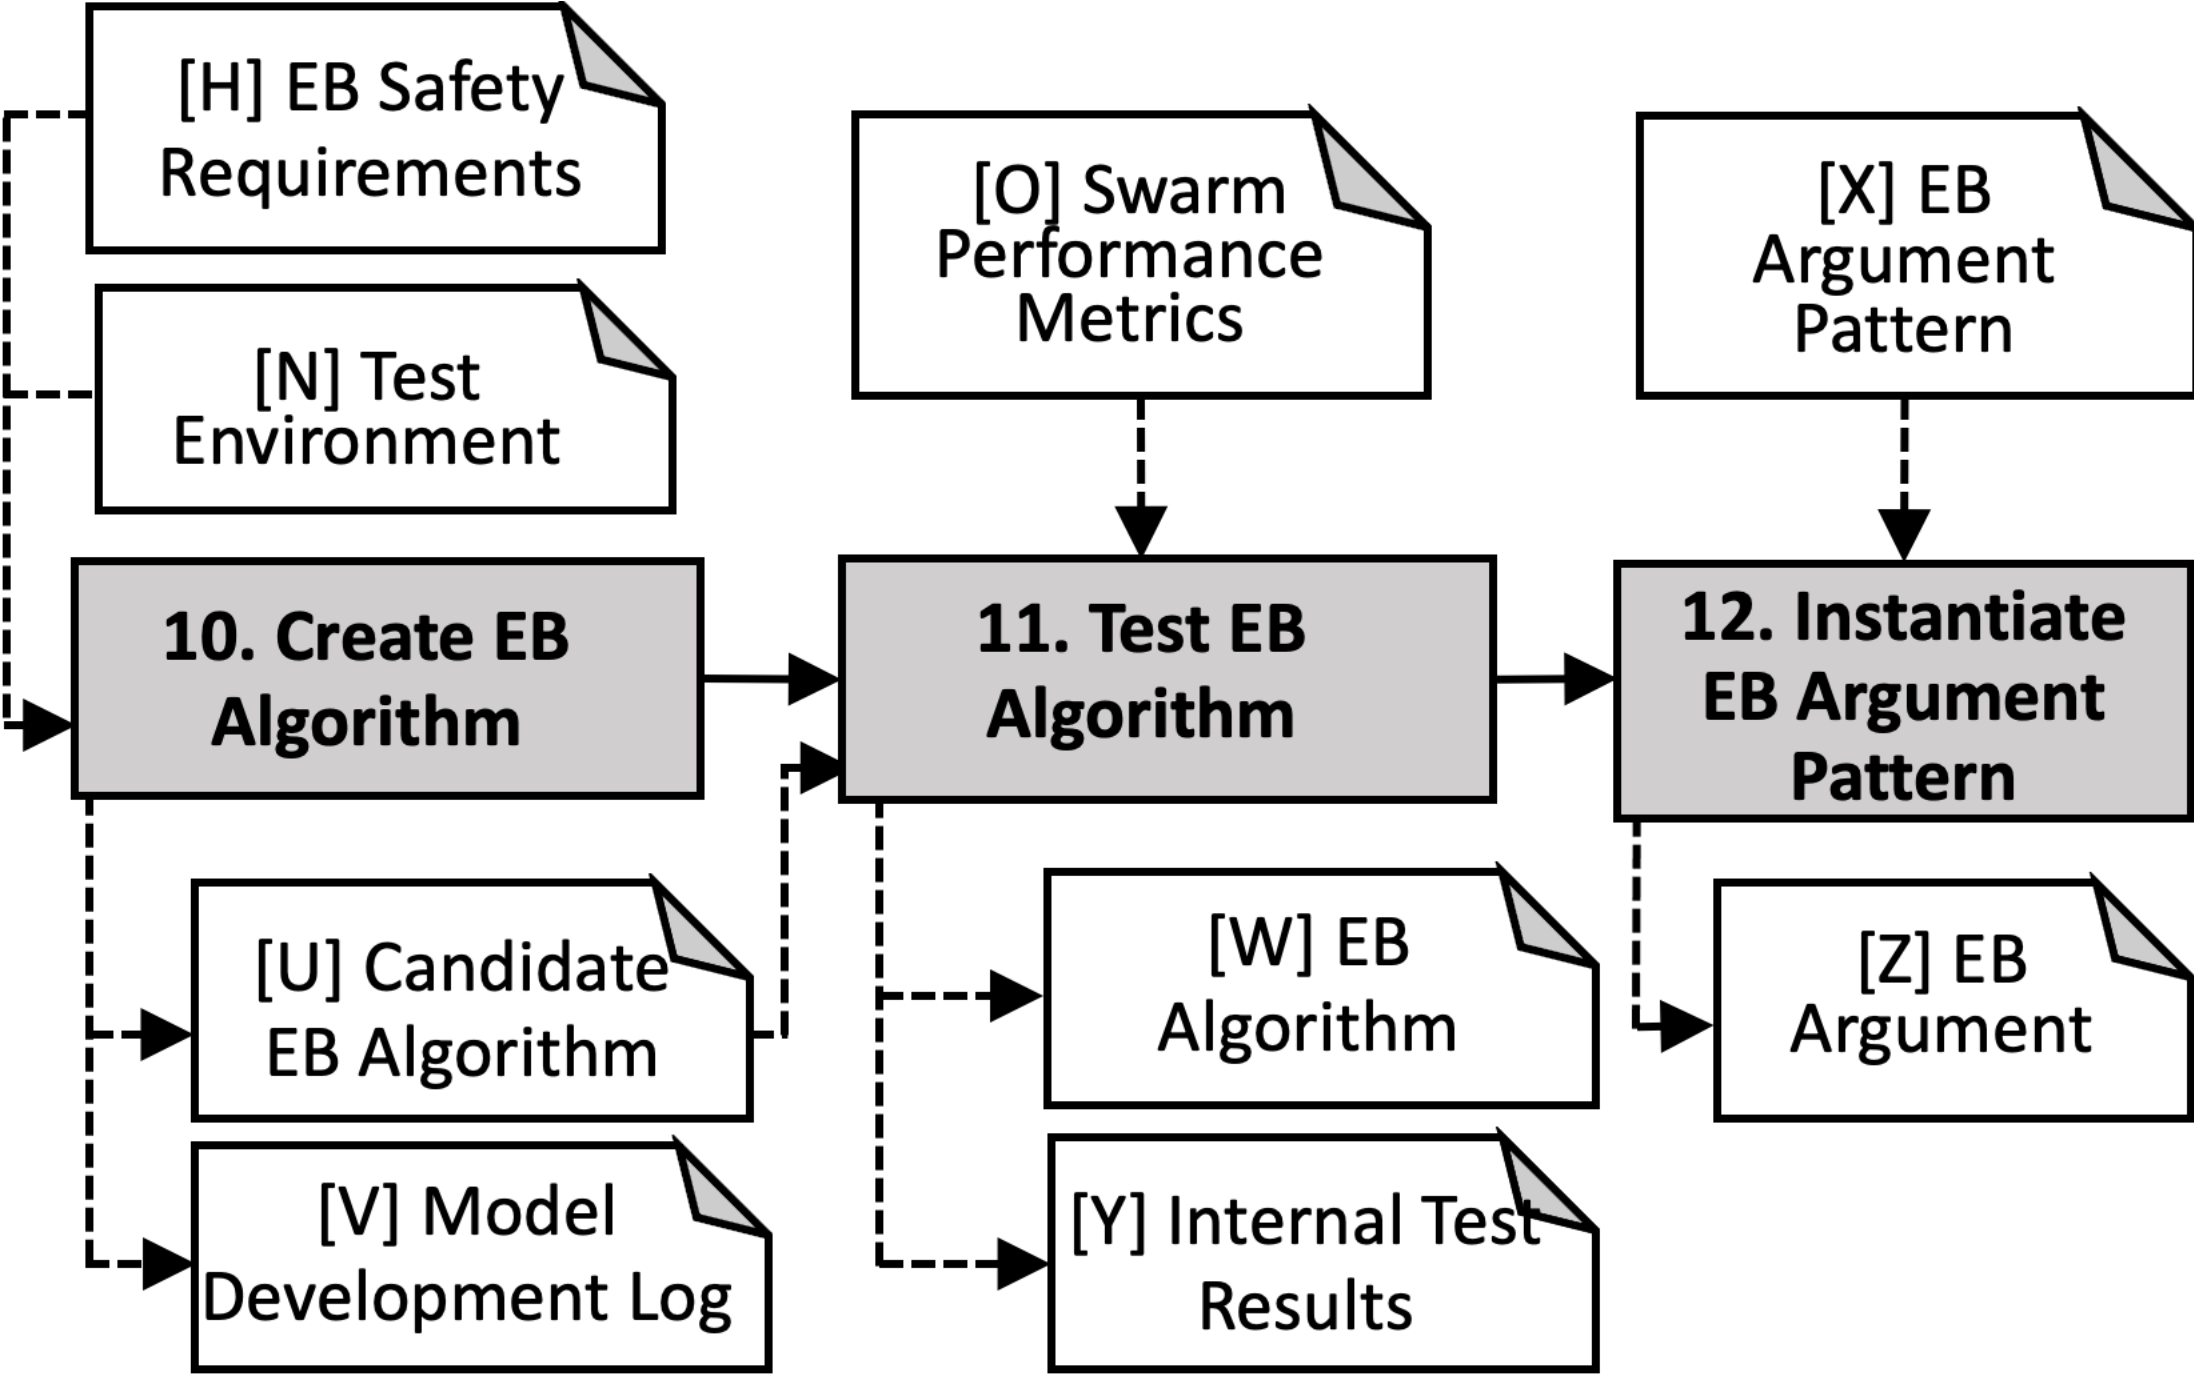 [H] EB Safety
Requirements
[N] Test
Environment
[O] Swarm
Performance
Metrics
[X] EB
Argument
Pattern
10. Create EB
Algorithm
11. Test EB
Algorithm
12. Instantiate
EB Argument
Pattern
[U] Candidate
EB Algorithm
[V] Model
Development Log
[W] EB
Algorithm
[Y] Internal Test
Results
[Z] EB
Argument